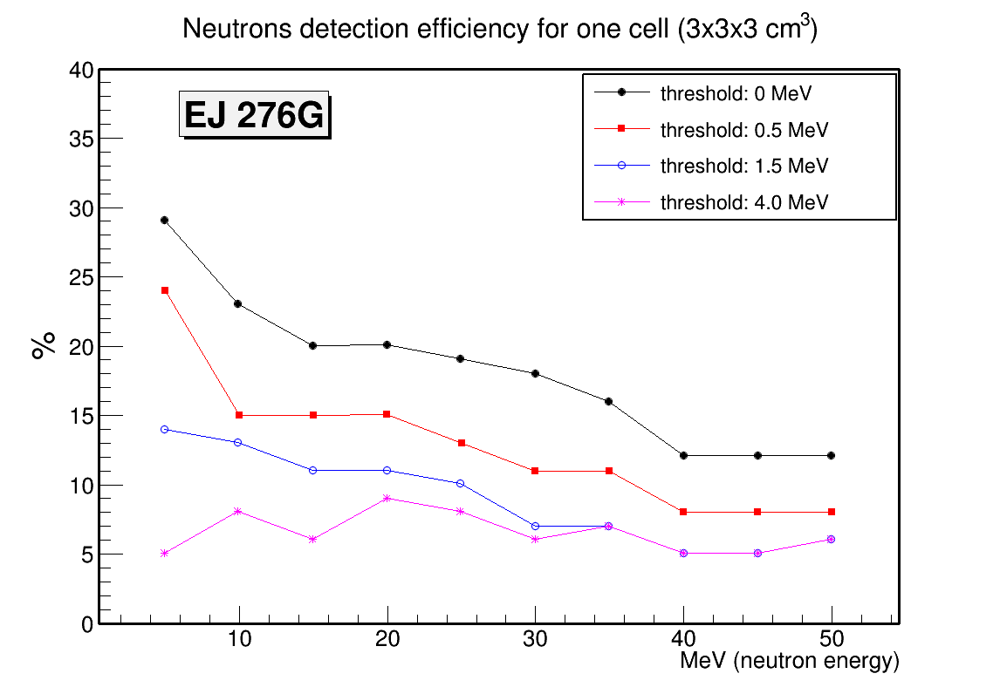 Neutrons detection efficiency for one cell (3x3x3 cm³)
EJ 276G
threshold: 0 MeV
threshold: 0.5 MeV
threshold: 1.5 MeV
threshold: 4.0 MeV
%
40
35
30
25
20
15
10
5
0
10 20 30 40 50
MeV (neutron energy)